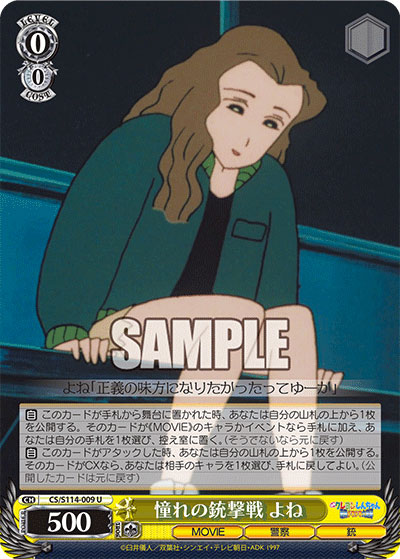 LEVEL
0
0
COST
SAMPLE
よね「正義の味方になりたかったってゆーか」
自 このカードが手札から舞台に置かれた時、あなたは自分の山札の上から1枚
を公開する。そのカードが《MOVIE》のキャラかイベントなら手札に加え、あ
なたは自分の手札を1枚選び、控え室に置く。（そうでないなら元に戻す）
自 このカードがアタックした時、あなたは自分の山札の上から1枚を公開する。
そのカードがCXなら、あなたは相手のキャラを1枚選び、手札に戻してよい。（公
開したカードは元に戻す）
CH CS/S114-009 U
500
憧れの銃撃戦 よね
クレヨンしんちゃん
MOVIE 警察 銃
©臼井儀人／双葉社・シンエイ・テレビ朝日・ADK 1997